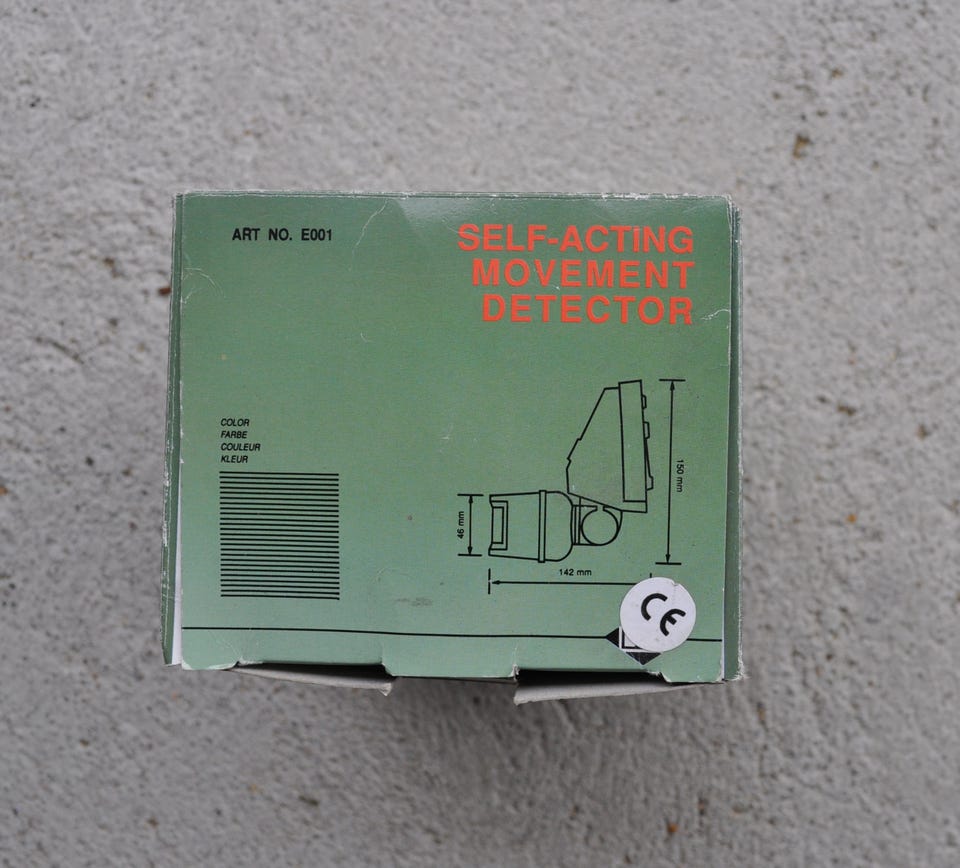 ART NO. E001
SELF-ACTING
MOVEMENT
DETECTOR
COLOR
FARBE
COULEUR
KLEUR
150 mm
46 mm
142 mm
CE